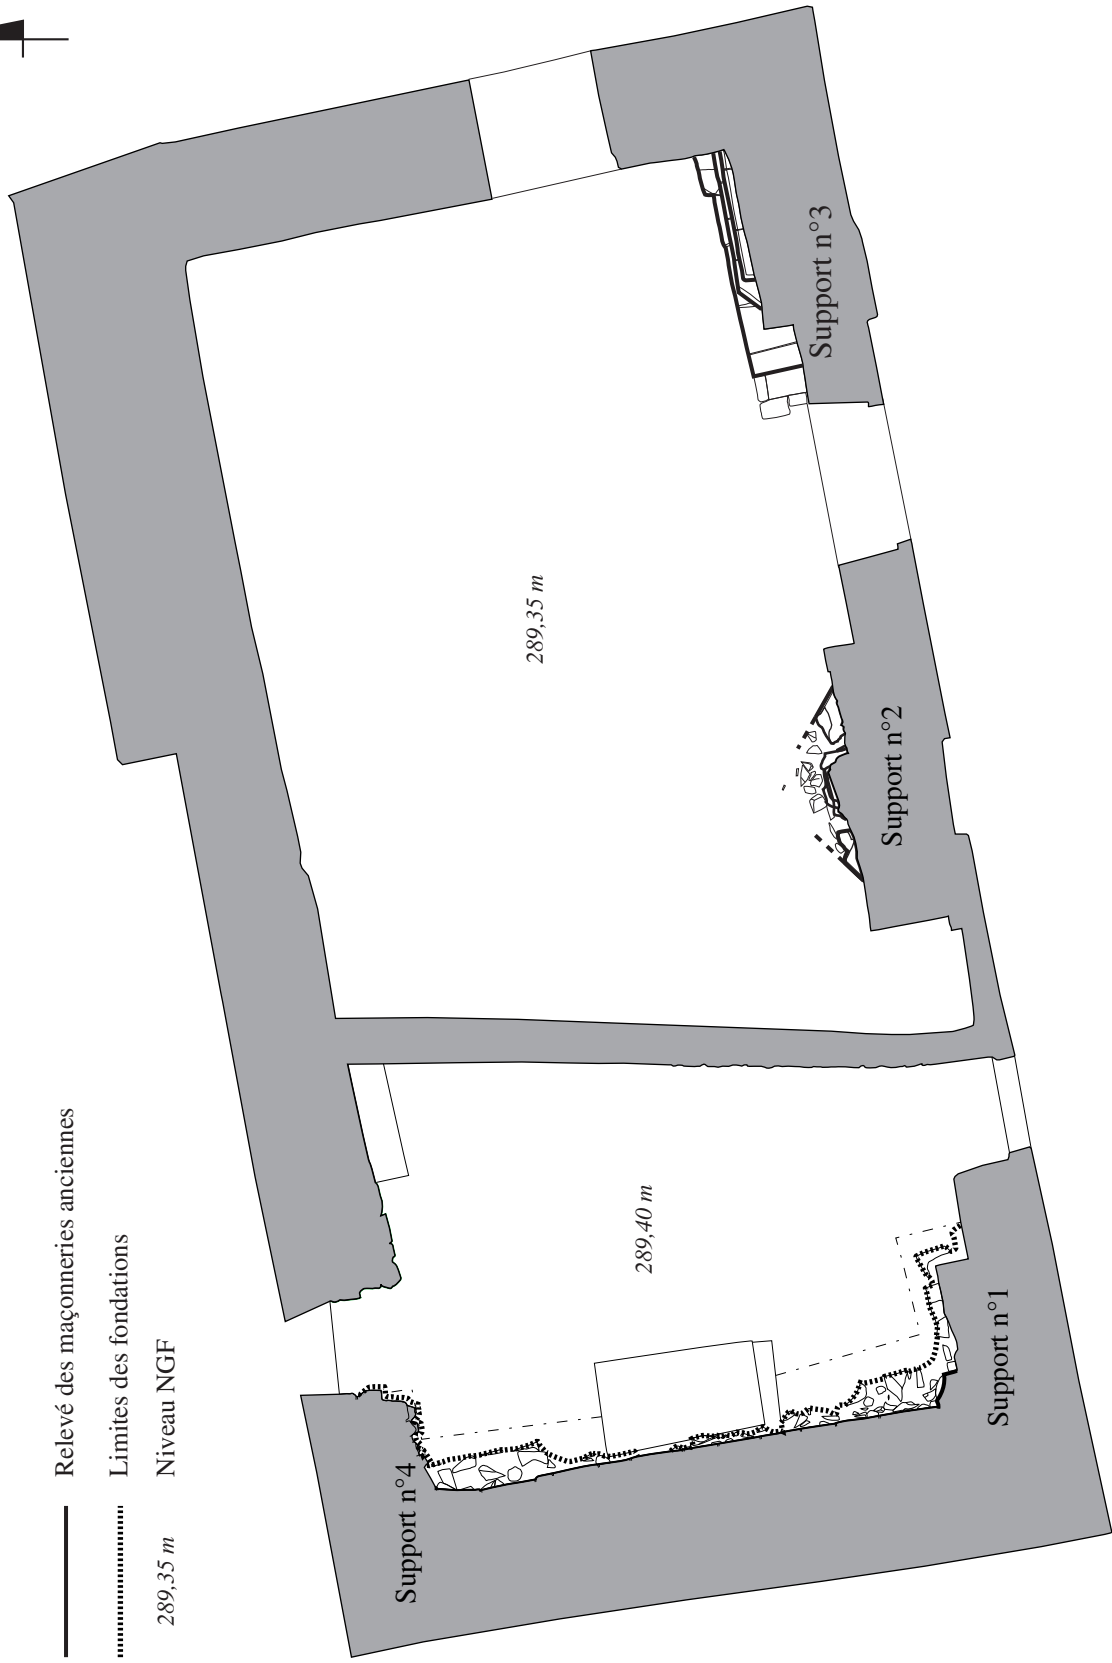 Relevé des maçonneries anciennes
Limites des fondations
289,35 m Niveau NGF
Support n°4
Support n°1
289,40 m
289,35 m
Support n°2
Support n°3